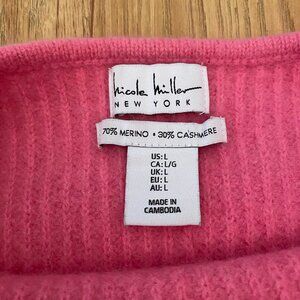 nicole miller
NEW YORK
70% MERINO • 30% CASHMERE
US: L
CA: L/G
UK: L
EU: L
AU: L
MADE IN
CAMBODIA